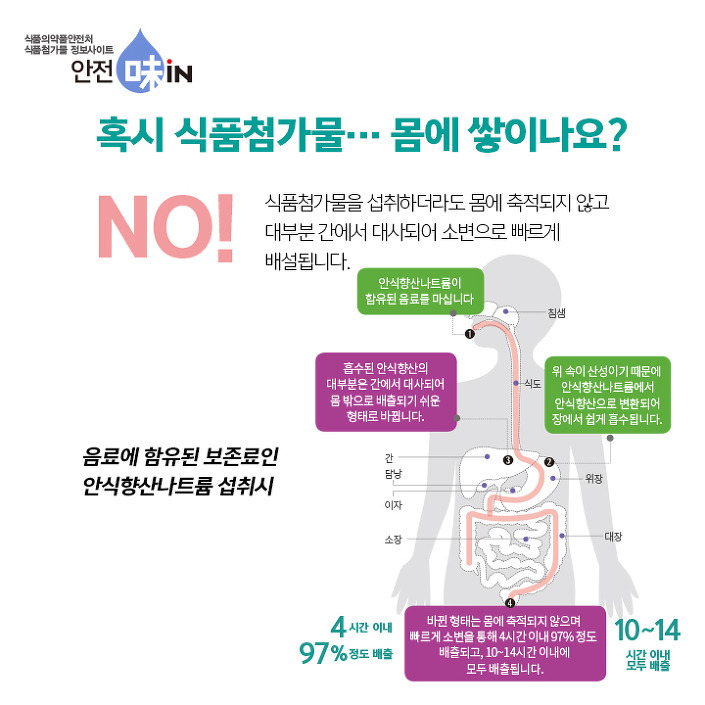 식품의약품안전처
식품첨가물 정보사이트
안전 味iN
혹시 식품첨가물… 몸에 쌓이나요?
NO!
식품첨가물을 섭취하더라도 몸에 축적되지 않고
대부분 간에서 대사되어 소변으로 빠르게
배설됩니다.
안식향산나트륨이
함유된 음료를 마십니다
침샘
1
흡수된 안식향산의
대부분은 간에서 대사되어
몸 밖으로 배출되기 쉬운
형태로 바뀝니다.
식도
위 속이 산성이기 때문에
안식향산나트륨에서
안식향산으로 변환되어
장에서 쉽게 흡수됩니다.
음료에 함유된 보존료인
안식향산나트륨 섭취시
간
3
2
담낭
위장
이자
소장
대장
4
4시간 이내
97%정도 배출
바뀐 형태는 몸에 축적되지 않으며
빠르게 소변을 통해 4시간 이내 97% 정도
배출되고, 10~14시간 이내에
모두 배출됩니다.
10~14
시간 이내
모두 배출